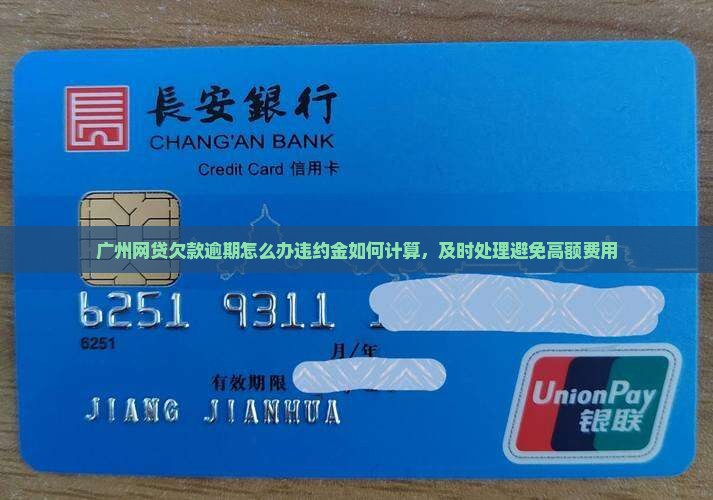 長安銀行
CHANG'AN BANK
Credit Card 信用卡
广州网贷欠款逾期怎么办违约金如何计算，及时处理避免高额费用
6251 9311 1
6251
月/年
有效期限
JIANG JIANHUA
UnionPay
银联